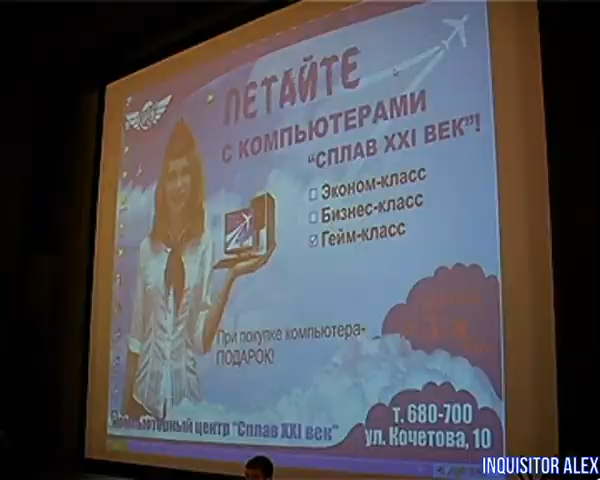 ЛЕТАЙТЕ
С КОМПЬЮТЕРАМИ
"СПЛАВ XXI ВЕК"!
Эконом-класс
Бизнес-класс
Гейм-класс
При покупке компьютера-
ПОДАРОК!
Компьютерный центр "Сплав XXI век"
т. 680-700
ул. Кочетова, 10
INQUISITOR ALEX